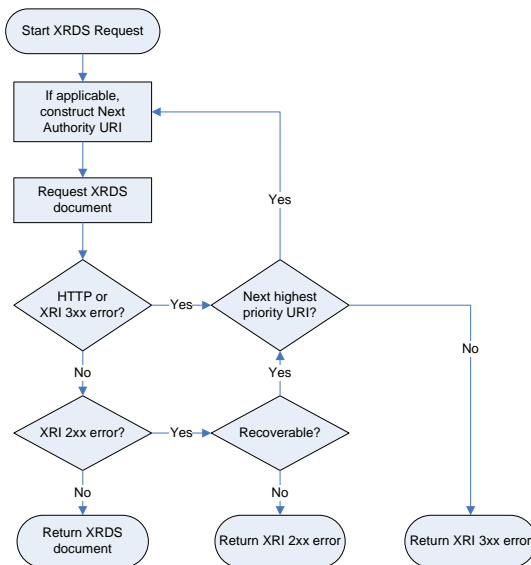 Start XRDS Request
If applicable,
construct Next
Authority URI
Yes
Request XRDS
document
HTTP or
XRI 3xx error?
Yes
Next highest
priority URI?
No
No
Yes
XRI 2xx error?
Yes
Recoverable?
No
No
Return XRDS
document
Return XRI 2xx error
Return XRI 3xx error